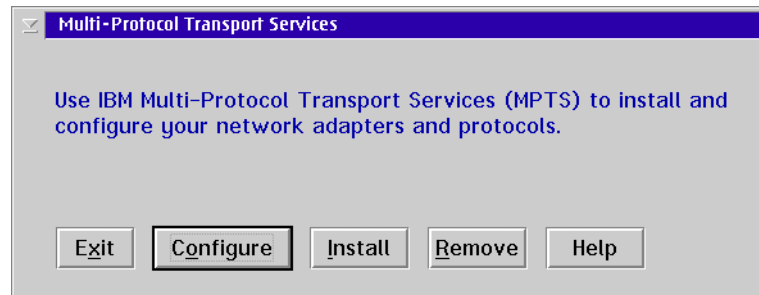 Multi-Protocol Transport Services
Use IBM Multi-Protocol Transport Services (MPTS) to install and
configure your network adapters and protocols.
Exit Configure Install Remove Help